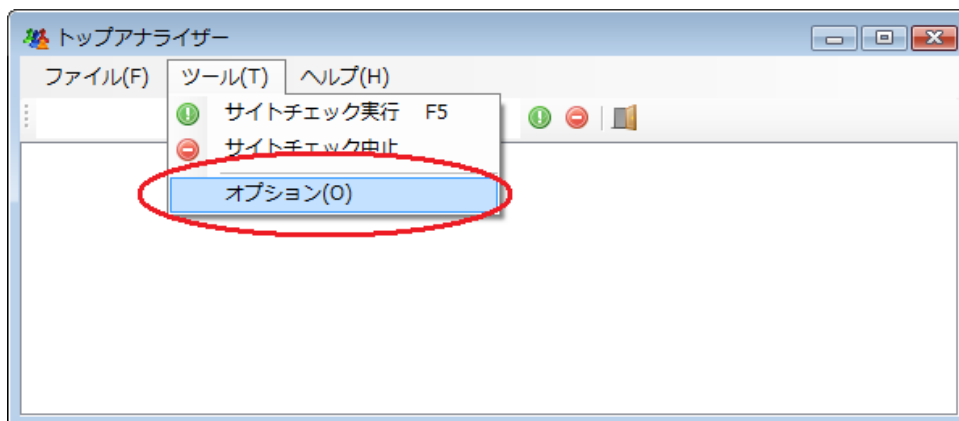 トップアナライザー
ファイル(F) ツール(T) ヘルプ(H)
サイトチェック実行 F5
サイトチェック中止
オプション(O)